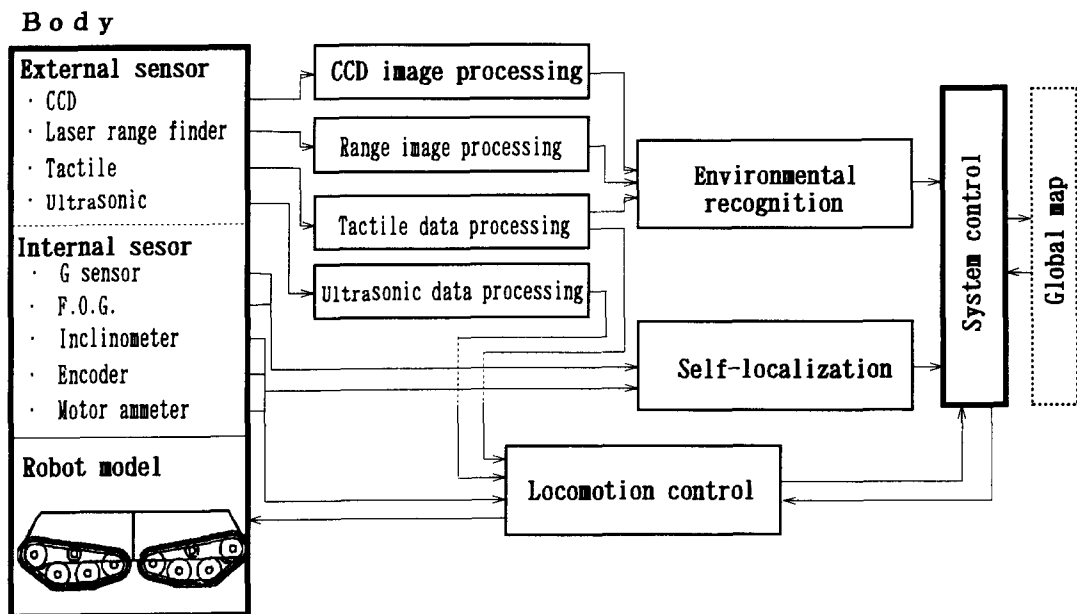 Body
External sensor
· CCD
· Laser range finder
· Tactile
· Ultrasonic
Internal sesor
· G sensor
· F.O.G.
· Inclinometer
· Encoder
· Motor ammeter
Robot model
CCD image processing
Range image processing
Tactile data processing
Ultrasonic data processing
Environmental
recognition
Self-localization
Locomotion control
System control
Global map